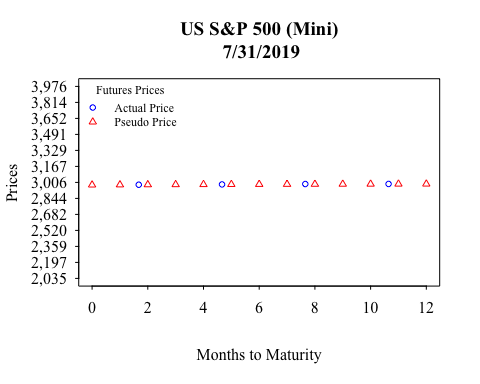 US S&P 500 (Mini)
7/31/2019
Futures Prices
Actual Price
Pseudo Price
Prices
3,976
3,814
3,652
3,491
3,329
3,167
3,006
2,844
2,682
2,520
2,359
2,197
2,035
0 2 4 6 8 10 12
Months to Maturity